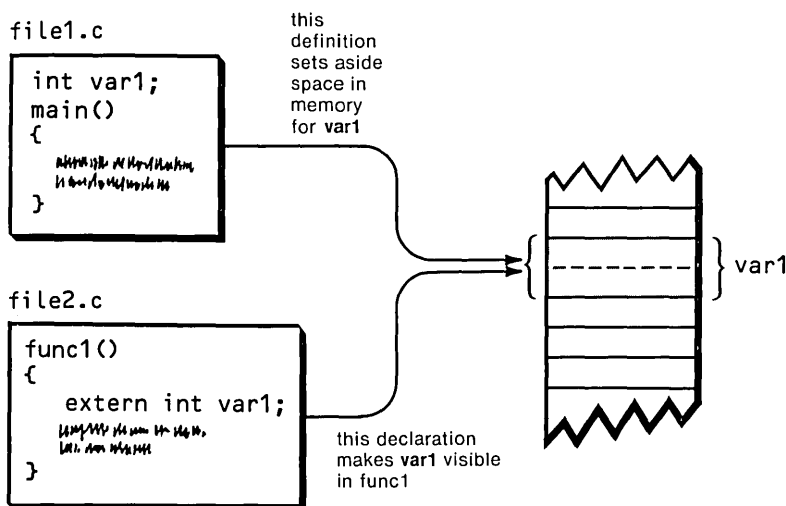 file1.c
int var1;
main()
{
}
this
definition
sets aside
space in
memory
for var1
var1
file2.c
func1()
{
extern int var1;
}
this declaration
makes var1 visible
in func1